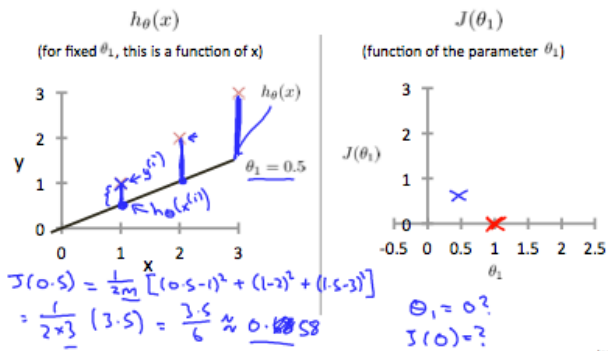 hθ(x)
(for fixed θ₁, this is a function of x)
3
2
1
0
y
0 1 2 3
x
hθ(x)
θ₁ = 0.5
y⁽ⁱ⁾
hθ(x⁽ⁱ⁾)
J(0.5) = 1/2m [(0.5-1)² + (1-2)² + (1.5-3)²]
= 1/2×3 (3.5) = 3.5/6 ≈ 0.58
J(θ₁)
(function of the parameter θ₁)
3
2
1
0
J(θ₁)
-0.5 0 0.5 1 1.5 2 2.5
θ₁
θ₁ = 0?
J(0) = ?